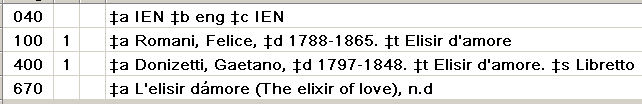 040 ‡a IEN ‡b eng ‡c IEN
100 1 ‡a Romani, Felice, ‡d 1788-1865. ‡t Elisir d'amore
400 1 ‡a Donizetti, Gaetano, ‡d 1797-1848. ‡t Elisir d'amore. ‡s Libretto
670 ‡a L'elisir dámore (The elixir of love), n.d